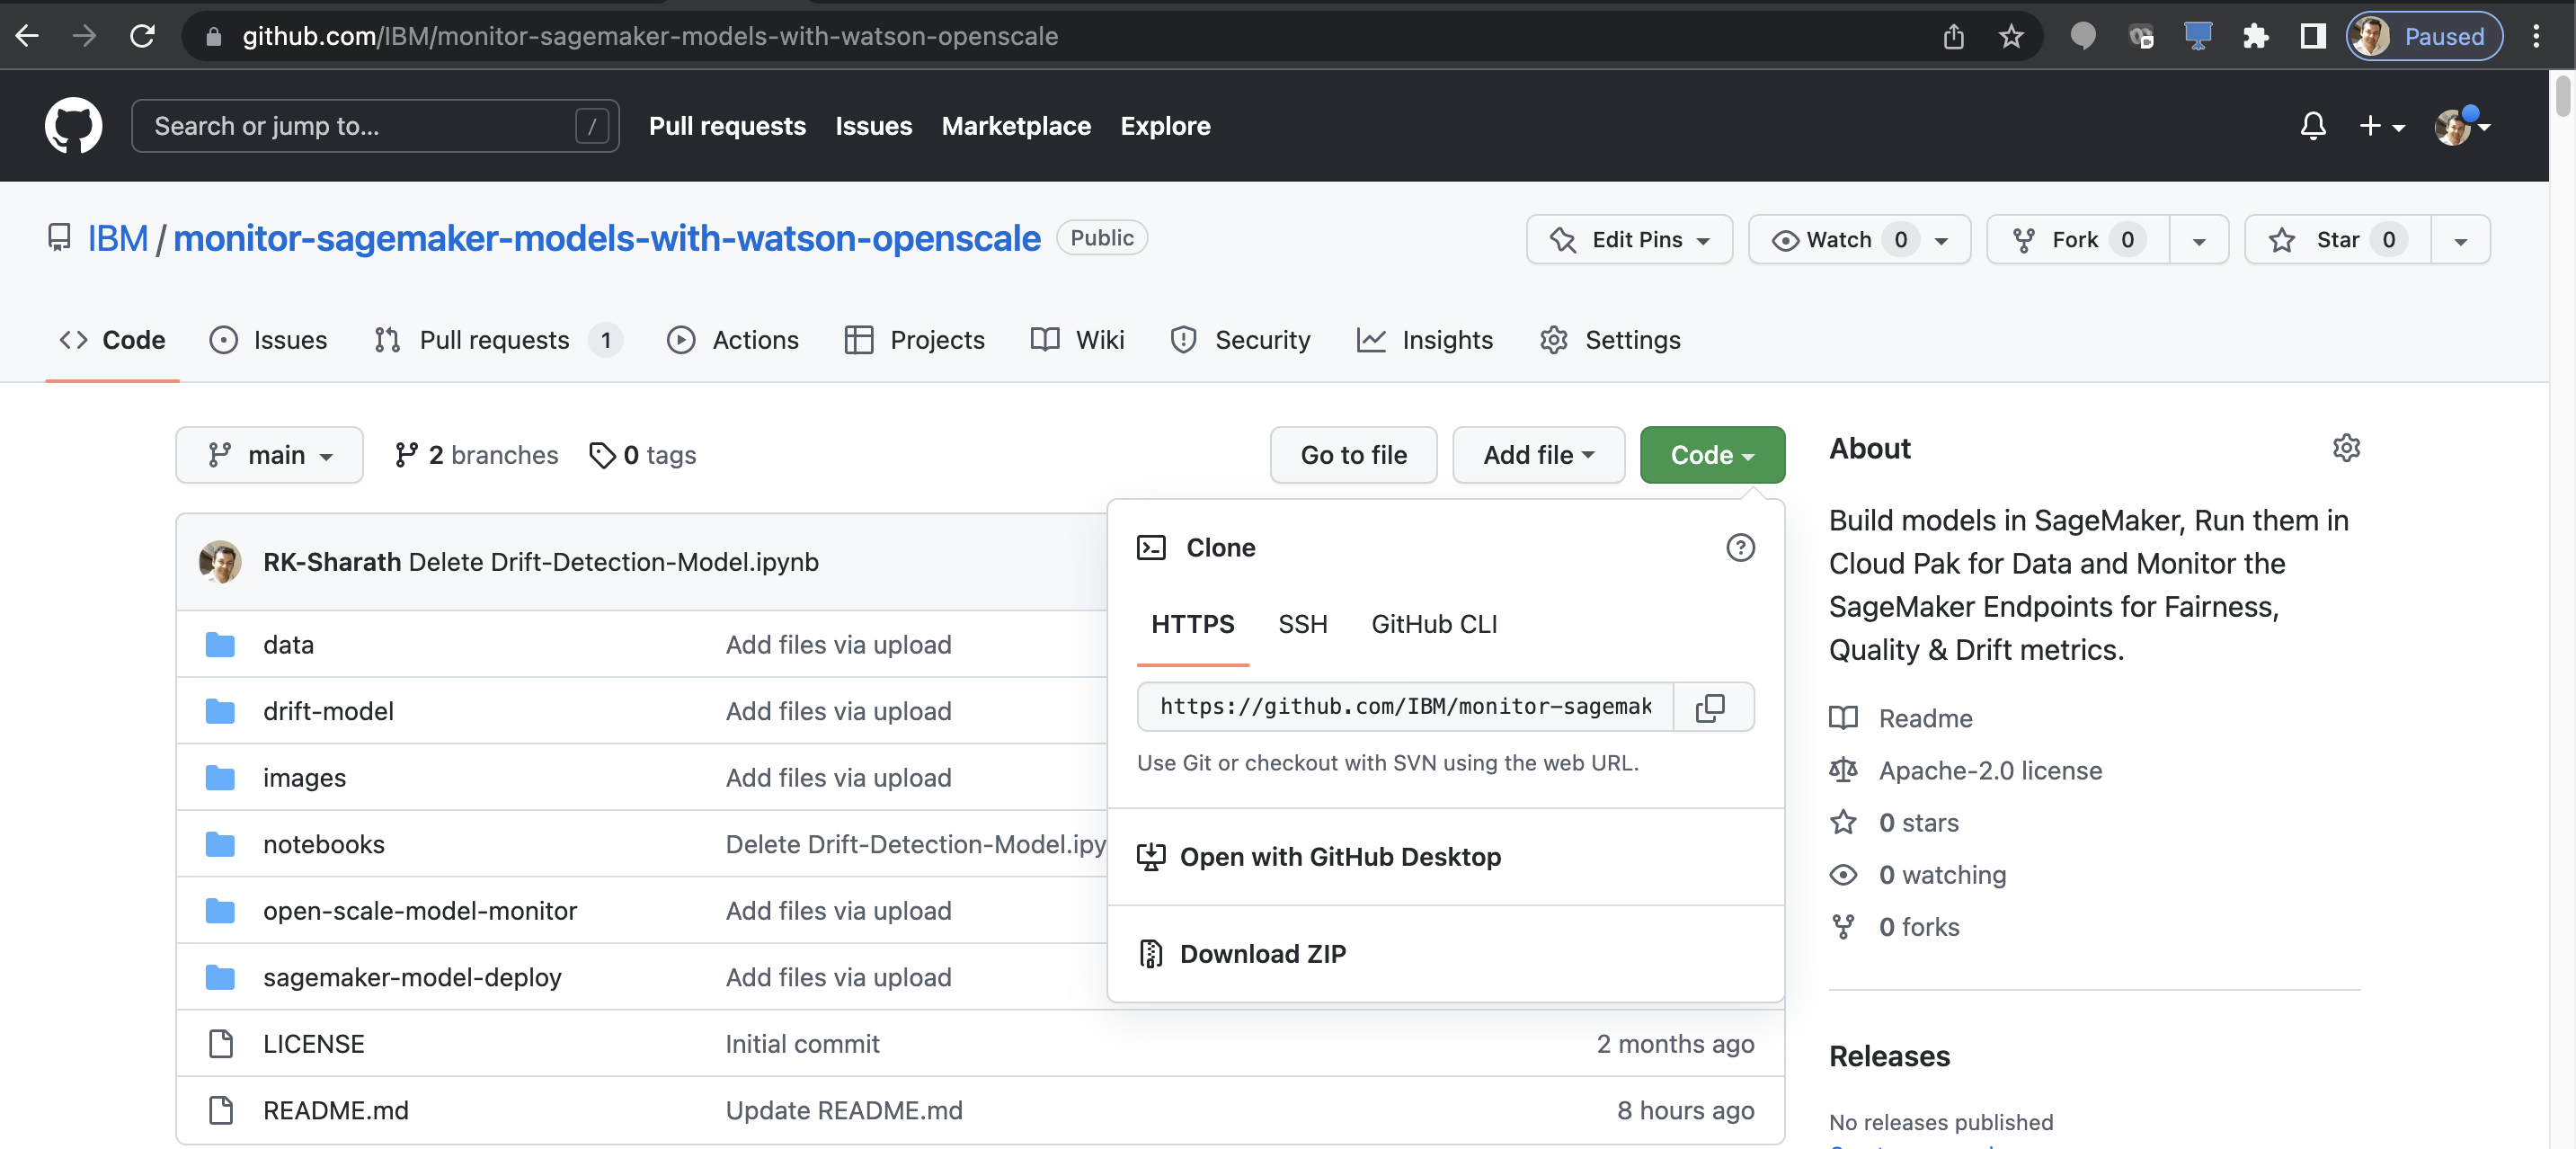 github.com/IBM/monitor-sagemaker-models-with-watson-openscale
Paused
Search or jump to...
/
Pull requests
Issues
Marketplace
Explore
IBM / monitor-sagemaker-models-with-watson-openscale
Public
Edit Pins
Watch 0
Fork 0
Star 0
Code
Issues
Pull requests 1
Actions
Projects
Wiki
Security
Insights
Settings
main
2 branches
0 tags
Go to file
Add file
Code
RK-Sharath Delete Drift-Detection-Model.ipynb
data
Add files via upload
drift-model
Add files via upload
images
Add files via upload
notebooks
Delete Drift-Detection-Model.ipy
open-scale-model-monitor
Add files via upload
sagemaker-model-deploy
Add files via upload
LICENSE
Initial commit
2 months ago
README.md
Update README.md
8 hours ago
Clone
HTTPS
SSH
GitHub CLI
https://github.com/IBM/monitor-sagemak
Use Git or checkout with SVN using the web URL.
Open with GitHub Desktop
Download ZIP
About
Build models in SageMaker, Run them in
Cloud Pak for Data and Monitor the
SageMaker Endpoints for Fairness,
Quality & Drift metrics.
Readme
Apache-2.0 license
0 stars
0 watching
0 forks
Releases
No releases published